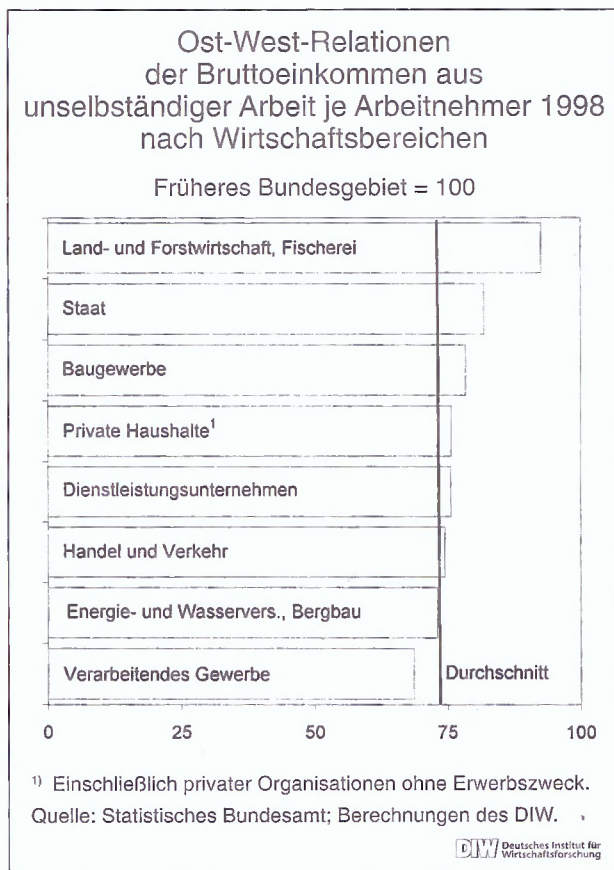 Ost-West-Relationen
der Bruttoeinkommen aus
unselbständiger Arbeit je Arbeitnehmer 1998
nach Wirtschaftsbereichen
Früheres Bundesgebiet = 100
Land- und Forstwirtschaft, Fischerei
Staat
Baugewerbe
Private Haushalte¹
Dienstleistungsunternehmen
Handel und Verkehr
Energie- und Wasservers., Bergbau
Verarbeitendes Gewerbe
Durchschnitt
0 25 50 75 100
¹⁾ Einschließlich privater Organisationen ohne Erwerbszweck.
Quelle: Statistisches Bundesamt; Berechnungen des DIW.
DIW Deutsches Institut für
Wirtschaftsforschung